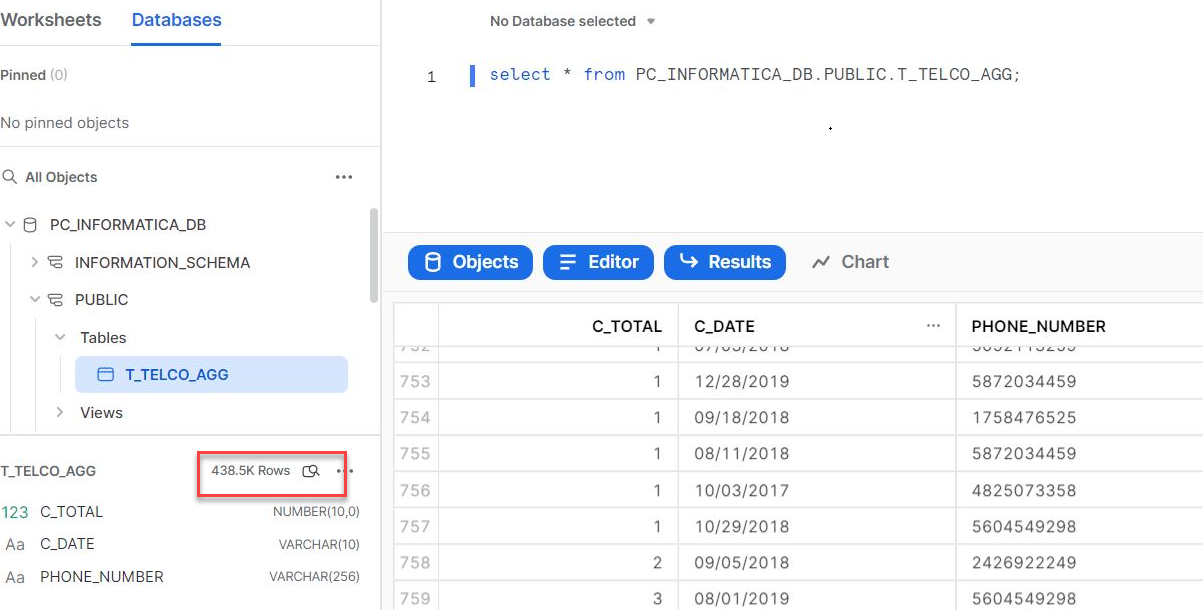 Worksheets Databases
Pinned (0)
No pinned objects
All Objects
PC_INFORMATICA_DB
INFORMATION_SCHEMA
PUBLIC
Tables
T_TELCO_AGG
Views
T_TELCO_AGG 438.5K Rows
123 C_TOTAL NUMBER(10,0)
Aa C_DATE VARCHAR(10)
Aa PHONE_NUMBER VARCHAR(256)
No Database selected
1 select * from PC_INFORMATICA_DB.PUBLIC.T_TELCO_AGG;
Objects Editor Results Chart
C_TOTAL C_DATE ... PHONE_NUMBER
753 1 12/28/2019 5872034459
754 1 09/18/2018 1758476525
755 1 08/11/2018 5872034459
756 1 10/03/2017 4825073358
757 1 10/29/2018 5604549298
758 2 09/05/2018 2426922249
759 3 08/01/2019 5604549298